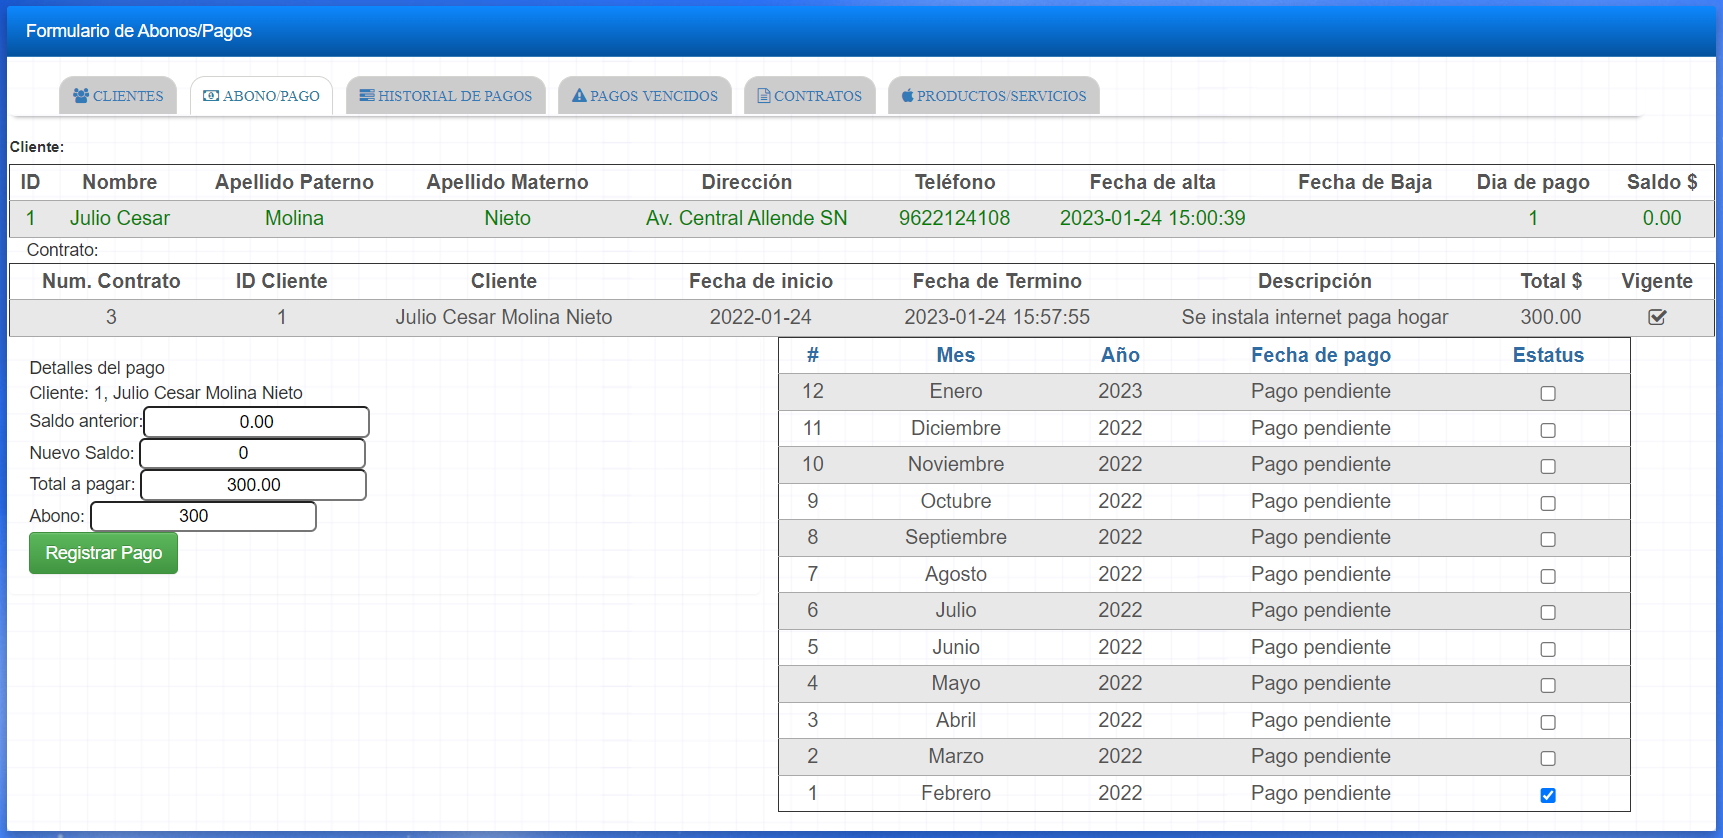 Formulario de Abonos/Pagos
CLIENTES ABONO/PAGO HISTORIAL DE PAGOS PAGOS VENCIDOS CONTRATOS PRODUCTOS/SERVICIOS
Cliente:
ID Nombre Apellido Paterno Apellido Materno Dirección Teléfono Fecha de alta Fecha de Baja Dia de pago Saldo $
1 Julio Cesar Molina Nieto Av. Central Allende SN 9622124108 2023-01-24 15:00:39 1 0.00
Contrato:
Num. Contrato ID Cliente Cliente Fecha de inicio Fecha de Termino Descripción Total $ Vigente
3 1 Julio Cesar Molina Nieto 2022-01-24 2023-01-24 15:57:55 Se instala internet paga hogar 300.00
Detalles del pago
Cliente: 1, Julio Cesar Molina Nieto
Saldo anterior: 0.00
Nuevo Saldo: 0
Total a pagar: 300.00
Abono: 300
Registrar Pago
# Mes Año Fecha de pago Estatus
12 Enero 2023 Pago pendiente
11 Diciembre 2022 Pago pendiente
10 Noviembre 2022 Pago pendiente
9 Octubre 2022 Pago pendiente
8 Septiembre 2022 Pago pendiente
7 Agosto 2022 Pago pendiente
6 Julio 2022 Pago pendiente
5 Junio 2022 Pago pendiente
4 Mayo 2022 Pago pendiente
3 Abril 2022 Pago pendiente
2 Marzo 2022 Pago pendiente
1 Febrero 2022 Pago pendiente